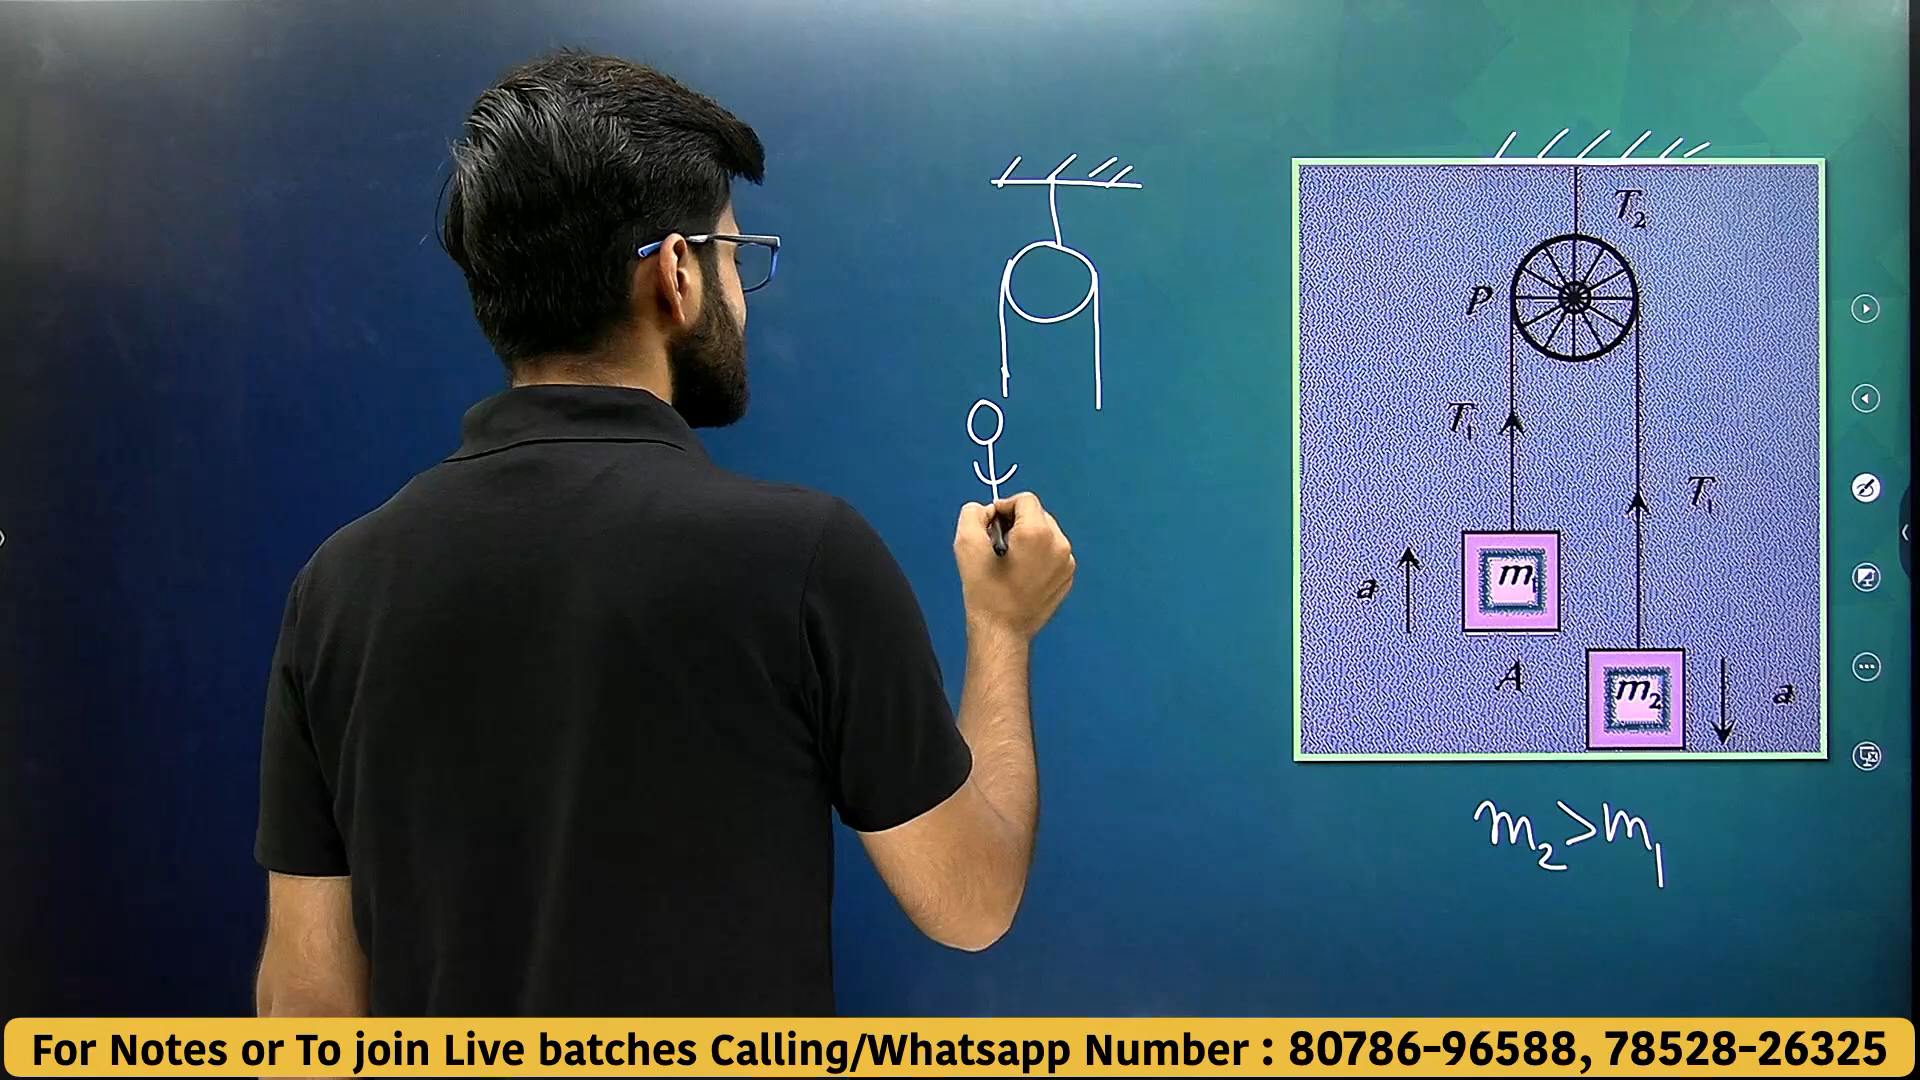 T₂
P
T₁
T₁
m₁
a
A
m₂
a
m₂ > m₁
For Notes or To join Live batches Calling/Whatsapp Number : 80786-96588, 78528-26325